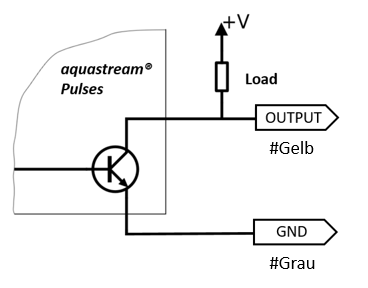 +V
aquastream®
Pulses
Load
OUTPUT
#Gelb
GND
#Grau